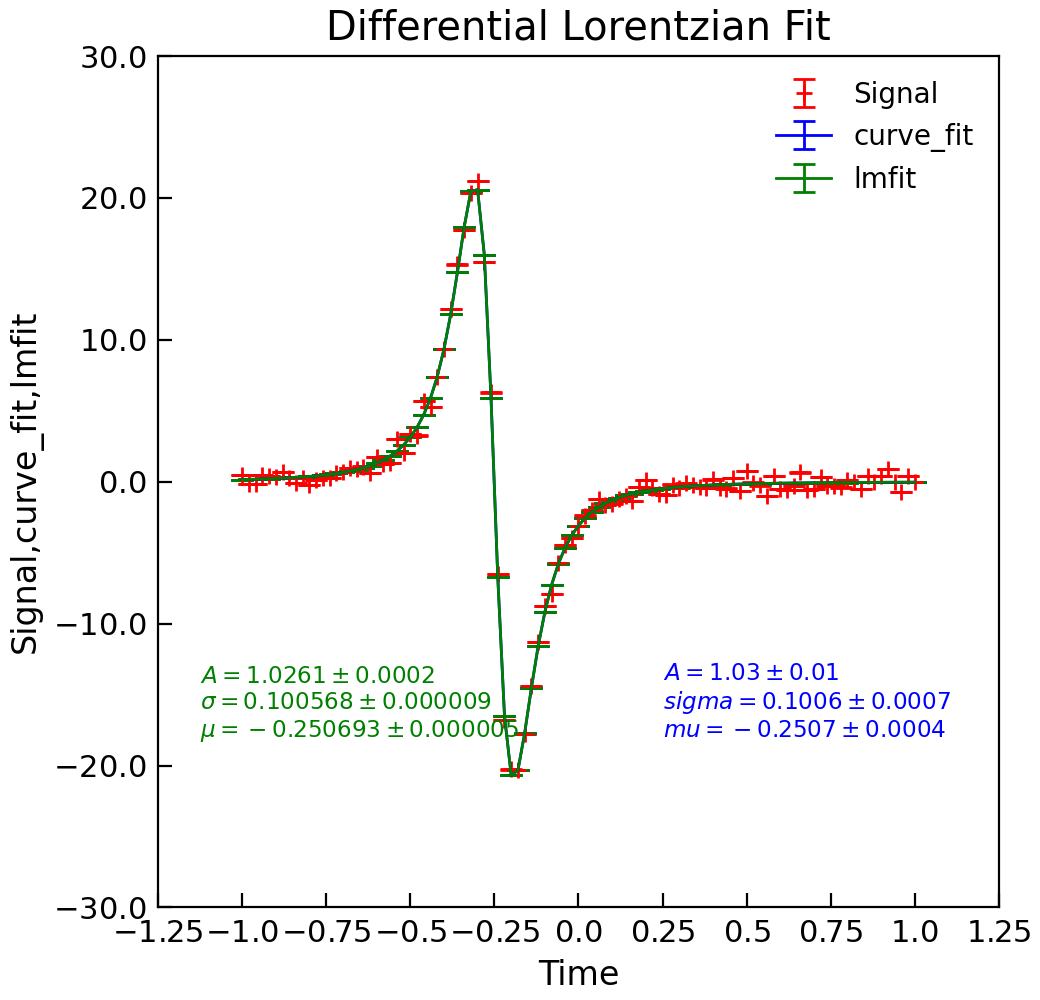 Differential Lorentzian Fit
Signal
curve_fit
lmfit
Signal,curve_fit,lmfit
30.0
20.0
10.0
0.0
−10.0
−20.0
−30.0
A = 1.0261 ± 0.0002
σ = 0.100568 ± 0.000009
μ = − 0.250693 ± 0.000005
A = 1.03 ± 0.01
sigma = 0.1006 ± 0.0007
mu = − 0.2507 ± 0.0004
−1.25 −1.0 −0.75 −0.5 −0.25 0.0 0.25 0.5 0.75 1.0 1.25
Time